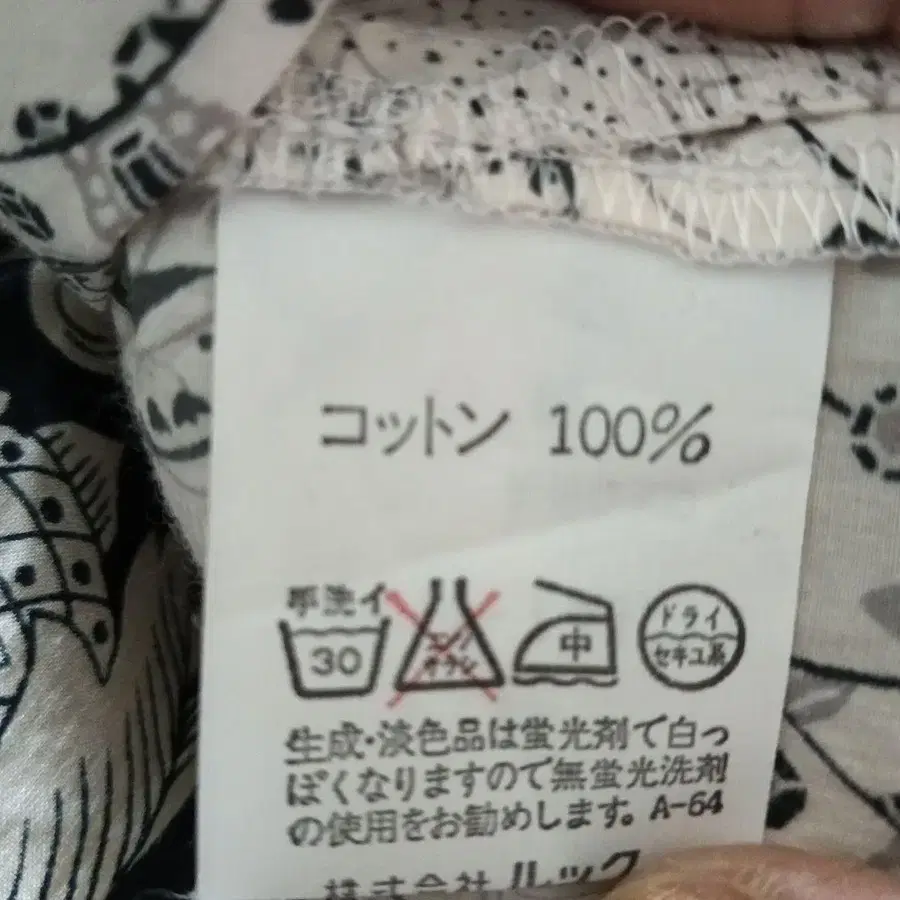 コットン 100%
手洗イ
30
エンソ
サラシ
中
ドライ
セキユ系
生成・淡色品は蛍光剤で白っ
ぽくなりますので無蛍光洗剤
の使用をお勧めします。A-64
株式会社ルック